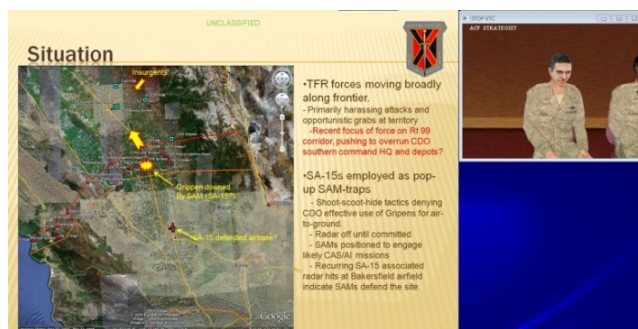 UNCLASSIFIED
Situation
•TFR forces moving broadly
along frontier.
- Primarily harassing attacks and
opportunistic grabs at territory
-Recent focus of force on Rt 99
corridor, pushing to overrun CDO
southern command HQ and depots?
•SA-15s employed as pop-
up SAM-traps
- Shoot-scoot-hide tactics denying
CDO effective use of Gripens for air-
to-ground.
- Radar off until committed
- SAMs positioned to engage
likely CAS/AI missions
- Recurring SA-15 associated
radar hits at Bakersfield airfield
indicate SAMs defend the site.
Insurgents
Grippen downed
By SAM (SA-15?)
SA-15 defended airbase?
Google
ACF STRATEGIST